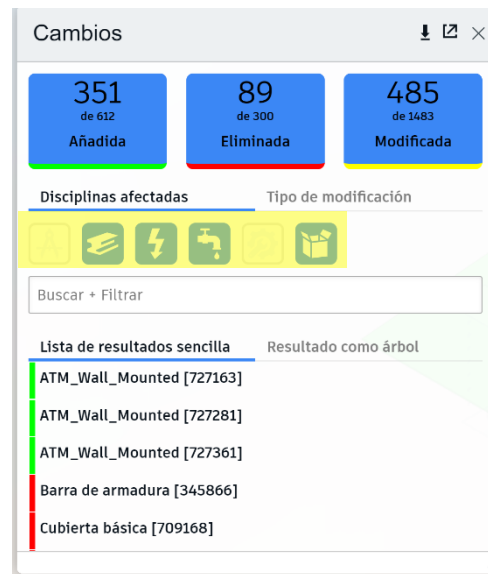 Cambios
351
de 612
Añadida
89
de 300
Eliminada
485
de 1483
Modificada
Disciplinas afectadas
Tipo de modificación
Buscar + Filtrar
Lista de resultados sencilla
Resultado como árbol
ATM_Wall_Mounted [727163]
ATM_Wall_Mounted [727281]
ATM_Wall_Mounted [727361]
Barra de armadura [345866]
Cubierta básica [709168]